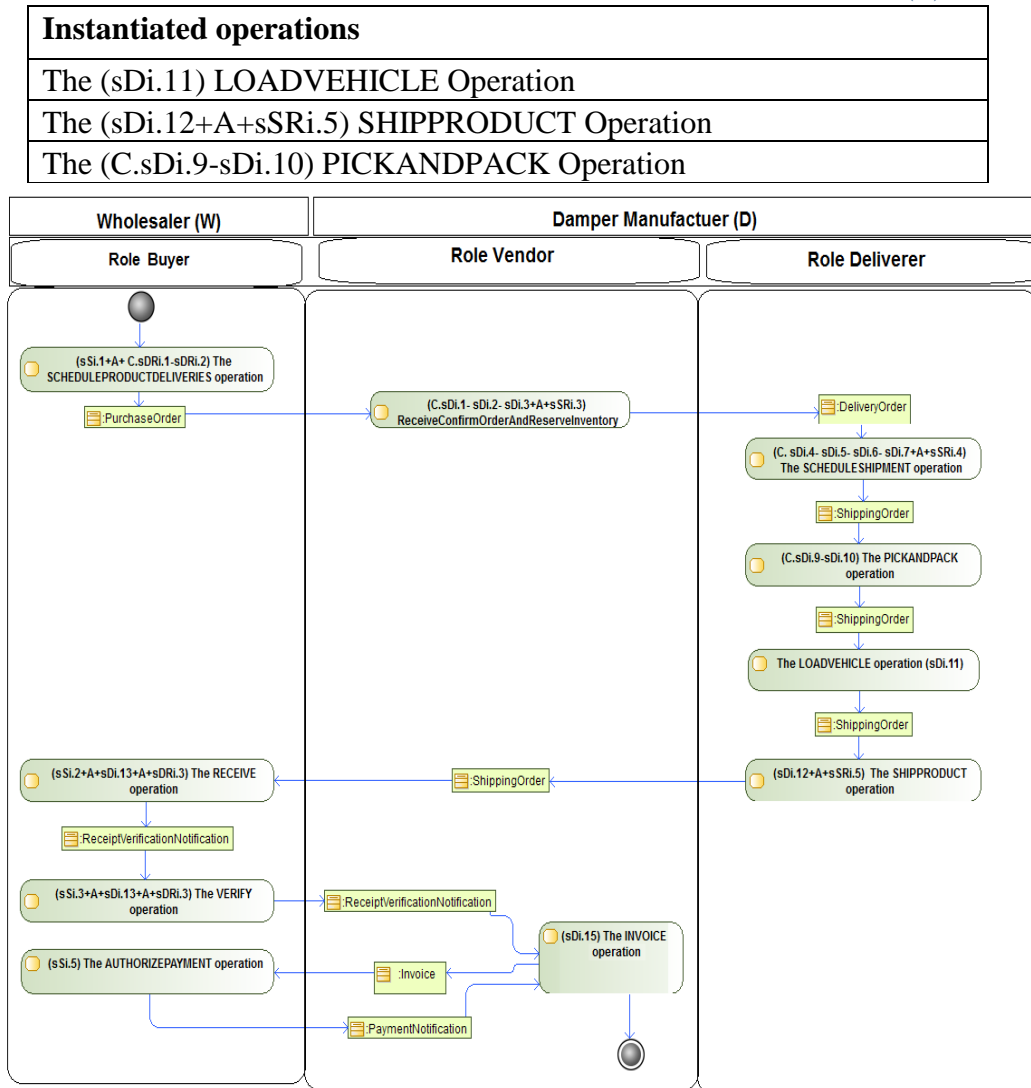 Instantiated operations
The (sDi.11) LOADVEHICLE Operation
The (sDi.12+A+sSRi.5) SHIPPRODUCT Operation
The (C.sDi.9-sDi.10) PICKANDPACK Operation
Wholesaler (W)
Damper Manufactuer (D)
Role Buyer
Role Vendor
Role Deliverer
(sSi.1+A+ C.sDRi.1-sDRi.2) The
SCHEDULEPRODUCTDELIVERIES operation
:PurchaseOrder
(C.sDi.1- sDi.2- sDi.3+A+sSRi.3)
ReceiveConfirmOrderAndReserveInventory
:DeliveryOrder
(C. sDi.4- sDi.5- sDi.6- sDi.7+A+sSRi.4)
The SCHEDULESHIPMENT operation
:ShippingOrder
(C.sDi.9-sDi.10) The PICKANDPACK
operation
:ShippingOrder
The LOADVEHICLE operation (sDi.11)
:ShippingOrder
(sDi.12+A+sSRi.5) The SHIPPRODUCT
operation
:ShippingOrder
(sSi.2+A+sDi.13+A+sDRi.3) The RECEIVE
operation
:ReceiptVerificationNotification
(sSi.3+A+sDi.13+A+sDRi.3) The VERIFY
operation
:ReceiptVerificationNotification
(sDi.15) The INVOICE
operation
:Invoice
(sSi.5) The AUTHORIZEPAYMENT operation
:PaymentNotification